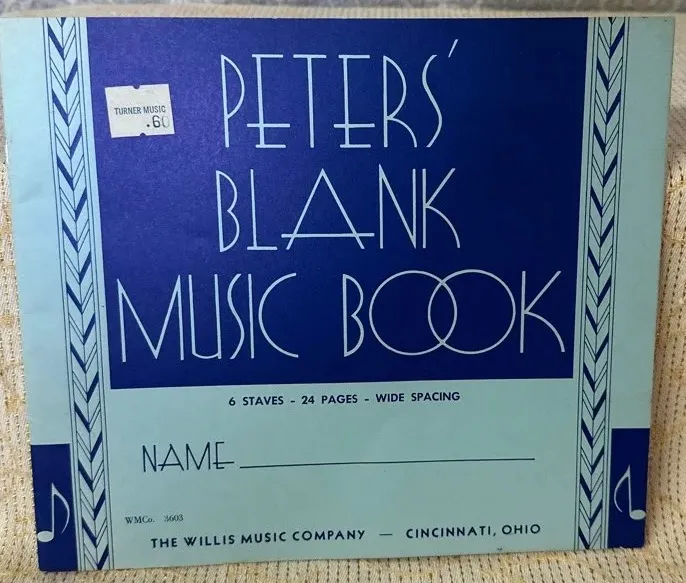 TURNER MUSIC
.60
PETERS'
BLANK
MUSIC BOOK
6 STAVES - 24 PAGES - WIDE SPACING
NAME
WMCo. 3603
THE WILLIS MUSIC COMPANY — CINCINNATI, OHIO